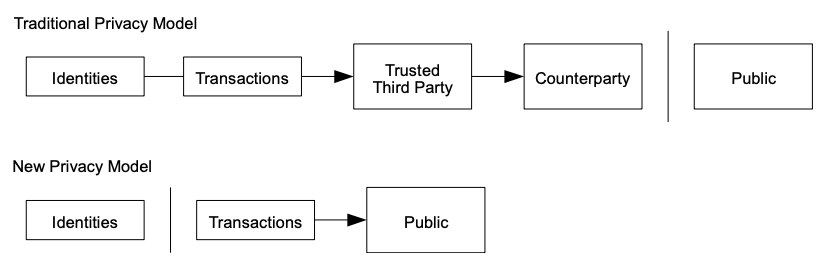 Traditional Privacy Model
Identities
Transactions
Trusted
Third Party
Counterparty
Public
New Privacy Model
Identities
Transactions
Public